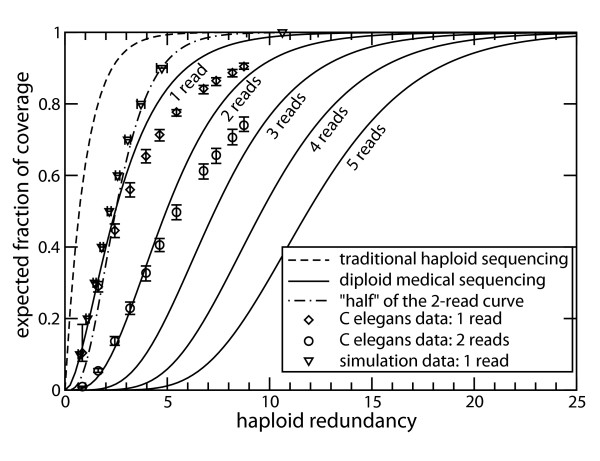 1
0.8
0.6
0.4
0.2
0
expected fraction of coverage
1 read
2 reads
3 reads
4 reads
5 reads
traditional haploid sequencing
diploid medical sequencing
"half" of the 2-read curve
C elegans data: 1 read
C elegans data: 2 reads
simulation data: 1 read
0 5 10 15 20 25
haploid redundancy